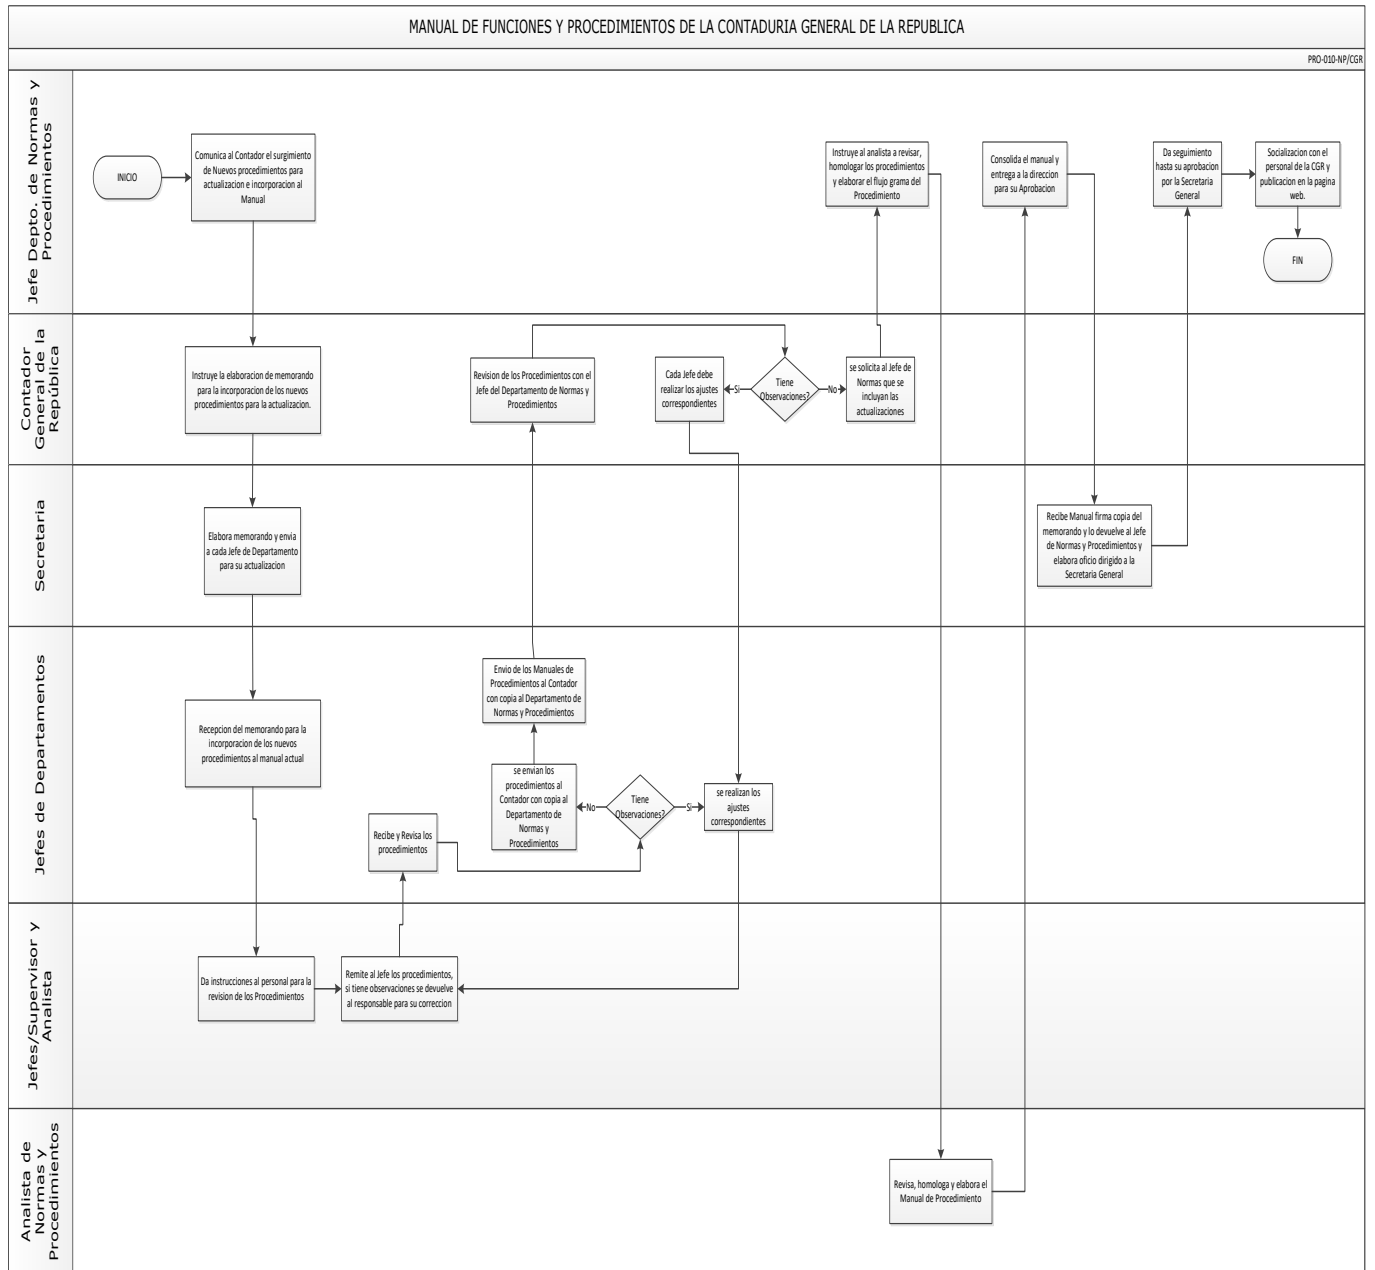 MANUAL DE FUNCIONES Y PROCEDIMIENTOS DE LA CONTADURIA GENERAL DE LA REPUBLICA
PRO-010-NP/CGR
Jefe Depto. de Normas y
Procedimientos
INICIO
Comunica al Contador el surgimiento
de Nuevos procedimientos para
actualizacion e incorporacion al
Manual
Instruye al analista a revisar,
homologar los procedimientos
y elaborar el flujo grama del
Procedimiento
Consolida el manual y
entrega a la direccion
para su Aprobacion
Da seguimiento
hasta su aprobacion
por la Secretaria
General
Socializacion con el
personal de la CGR y
publicacion en la pagina
web.
FIN
Contador
General de la
República
Instruye la elaboracion de memorando
para la incorporacion de los nuevos
procedimientos para la actualizacion.
Revision de los Procedimientos con el
Jefe del Departamento de Normas y
Procedimientos
Cada Jefe debe
realizar los ajustes
correspondientes
Si
Tiene
Observaciones?
No
se solicita al Jefe de
Normas que se
incluyan las
actualizaciones
Secretaria
Elabora memorando y envia
a cada Jefe de Departamento
para su actualizacion
Recibe Manual firma copia del
memorando y lo devuelve al Jefe
de Normas y Procedimientos y
elabora oficio dirigido a la
Secretaria General
Jefes de Departamentos
Recepcion del memorando para la
incorporacion de los nuevos
procedimientos al manual actual
Envio de los Manuales de
Procedimientos al Contador
con copia al Departamento de
Normas y Procedimientos
se envian los
procedimientos al
Contador con copia al
Departamento de
Normas y
Procedimientos
No
Tiene
Observaciones?
Si
se realizan los
ajustes
correspondientes
Recibe y Revisa los
procedimientos
Jefes/Supervisor y
Analista
Da instrucciones al personal para la
revision de los Procedimientos
Remite al Jefe los procedimientos,
si tiene observaciones se devuelve
al responsable para su correccion
Analista de
Normas y
Procedimientos
Revisa, homologa y elabora el
Manual de Procedimiento